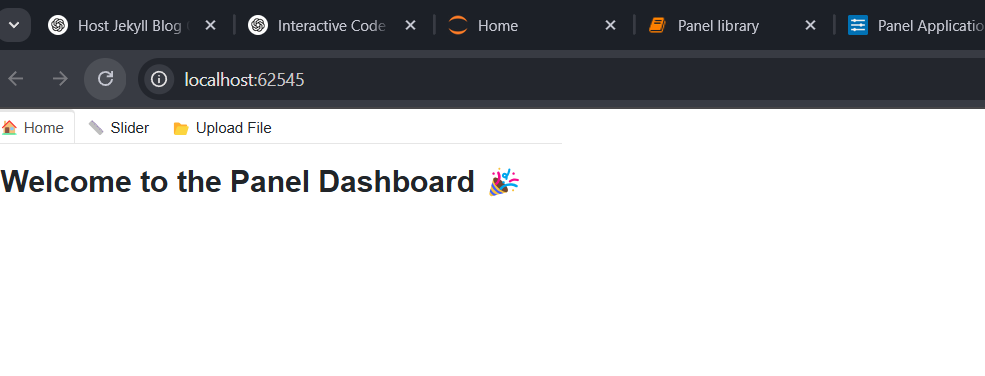 Host Jekyll Blog
Interactive Code
Home
Panel library
Panel Applicatio
localhost:62545
Home
Slider
Upload File
Welcome to the Panel Dashboard 🎉